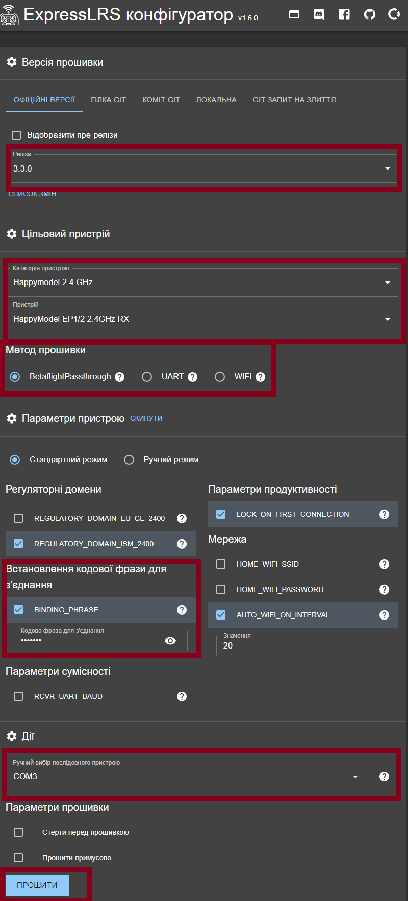 ExpressLRS конфігуратор v1.6.0
Версія прошивки
ОФІЦІЙНІ ВЕРСІЇ ГІЛКА GIT КОМІТ GIT ЛОКАЛЬНА GIT ЗАПИТ НА ЗЛИТТЯ
Відобразити пре релізи
Релізи
3.3.0
СПИСОК ЗМІН
Цільовий пристрій
Категорія пристрою
Happymodel 2.4 GHz
Пристрій
HappyModel EP1/2 2.4GHz RX
Метод прошивки
BetaflightPassthrough UART WIFI
Параметри пристрою СКИНУТИ
Стандартний режим Ручний режим
Регуляторні домени
REGULATORY_DOMAIN_EU_CE_2400
REGULATORY_DOMAIN_ISM_2400
Встановлення кодової фрази для
з'єднання
BINDING_PHRASE
Кодова фраза для З'єднання
•••••••
Параметри сумісності
RCVR_UART_BAUD
Параметри продуктивності
LOCK_ON_FIRST_CONNECTION
Мережа
HOME_WIFI_SSID
HOME_WIFI_PASSWORD
AUTO_WIFI_ON_INTERVAL
Значення
20
Дії
Ручний вибір послідовного пристрою
COM3
Параметри прошивки
Стерти перед прошивкою
Прошити примусово
ПРОШИТИ